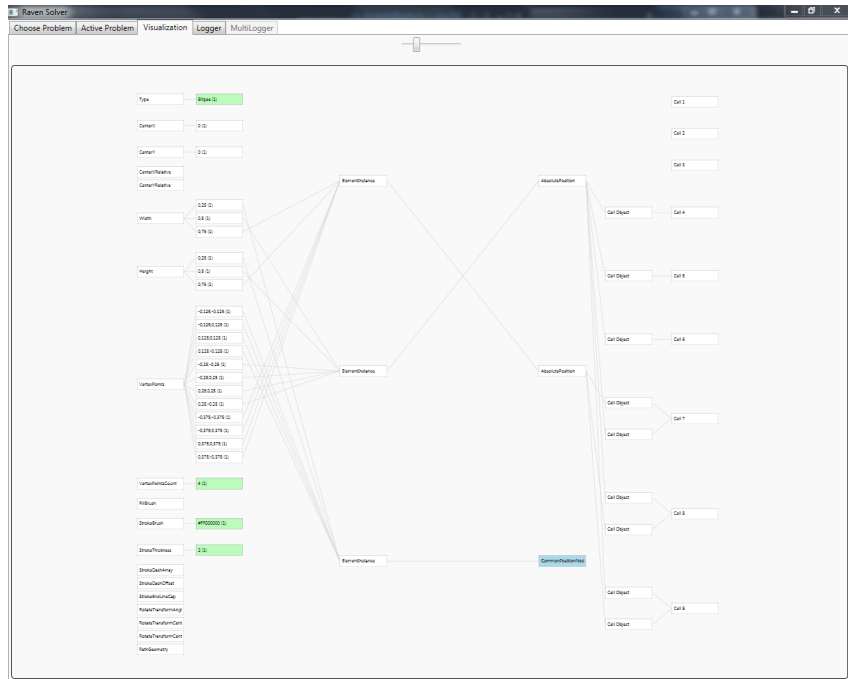 Raven Solver
Choose Problem Active Problem Visualization Logger MultiLogger
Type Ellipse (1)
CenterX 0 (1)
CenterY 0 (1)
CenterXRelative
CenterYRelative
Width
0,25 (1)
0,5 (1)
0,75 (1)
Height
0,25 (1)
0,5 (1)
0,75 (1)
VertexPoints
-0,125;-0,125 (1)
-0,125;0,125 (1)
0,125;0,125 (1)
0,125;-0,125 (1)
-0,25;-0,25 (1)
-0,25;0,25 (1)
0,25;0,25 (1)
0,25;-0,25 (1)
-0,375;-0,375 (1)
-0,375;0,375 (1)
0,375;0,375 (1)
0,375;-0,375 (1)
VertexPointsCount 4 (1)
FillBrush
StrokeBrush #FF000000 (1)
StrokeThickness 2 (1)
StrokeDashArray
StrokeDashOffset
StrokeEndLineCap
RotateTransformAngl
RotateTransformCent
RotateTransformCent
PathGeometry
ElementInstance
ElementInstance
ElementInstance
AbsolutePosition
AbsolutePosition
CommonPositionNod
Cell Object
Cell Object
Cell Object
Cell Object
Cell Object
Cell Object
Cell Object
Cell Object
Cell Object
Cell 1
Cell 2
Cell 3
Cell 4
Cell 5
Cell 6
Cell 7
Cell 8
Cell 9